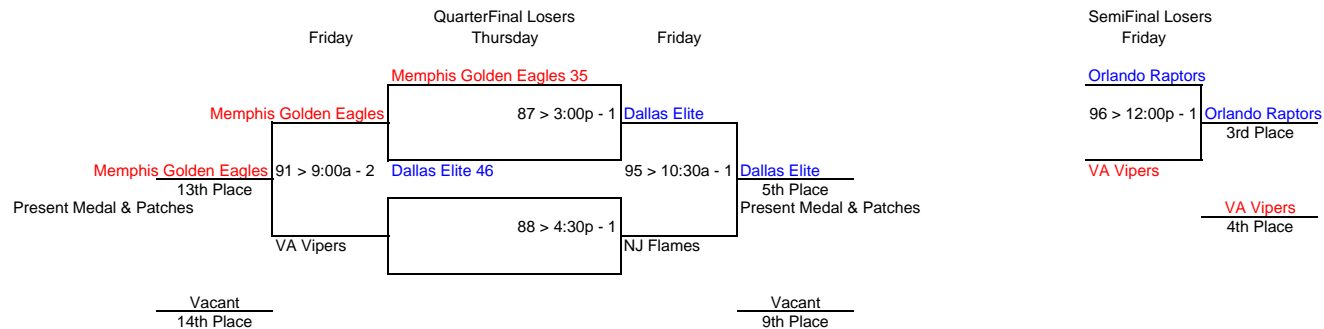 QuarterFinal Losers
SemiFinal Losers
Friday
Thursday
Friday
Friday
Memphis Golden Eagles 35
Orlando Raptors
Memphis Golden Eagles
87 > 3:00p - 1
Dallas Elite
96 > 12:00p - 1
Orlando Raptors
3rd Place
Memphis Golden Eagles
91 > 9:00a - 2
Dallas Elite 46
95 > 10:30a - 1
Dallas Elite
VA Vipers
13th Place
5th Place
Present Medal & Patches
Present Medal & Patches
VA Vipers
88 > 4:30p - 1
4th Place
VA Vipers
NJ Flames
Vacant
Vacant
14th Place
9th Place